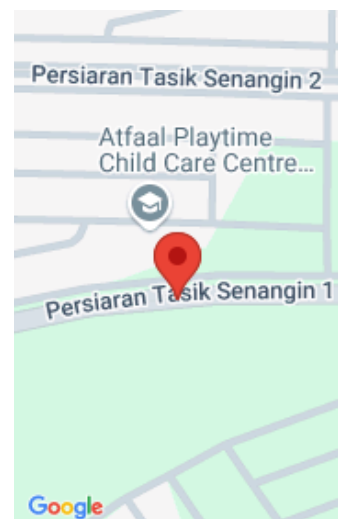 Persiaran Tasik Senangin 2
Atfaal Playtime
Child Care Centre...
Persiaran Tasik Senangin 1
Google